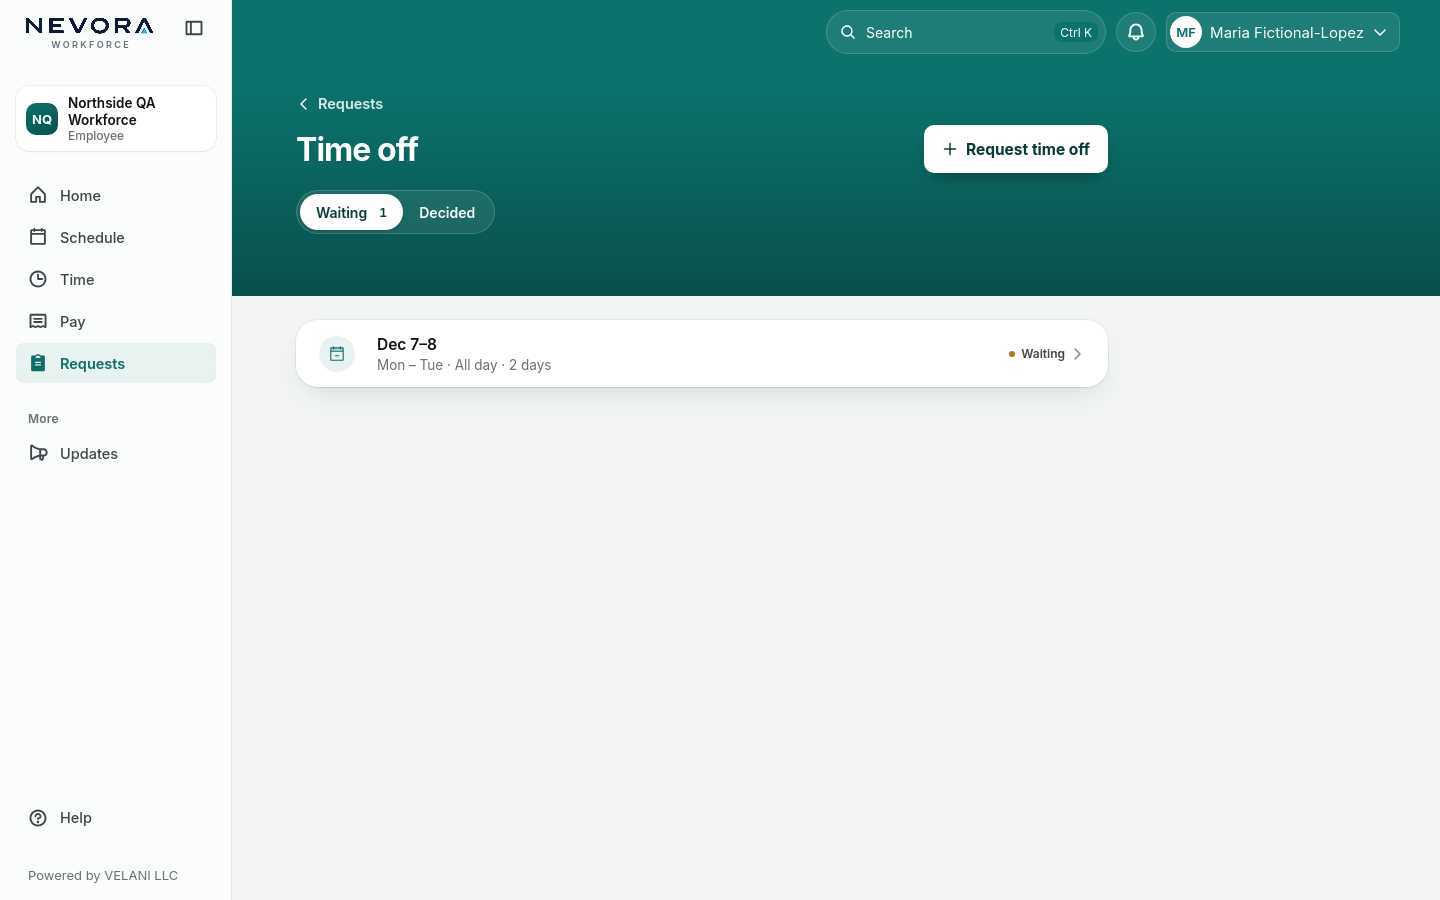 NEVORA
WORKFORCE
Search
Ctrl K
MF
Maria Fictional-Lopez
NQ
Northside QA
Workforce
Employee
Home
Schedule
Time
Pay
Requests
More
Updates
Help
Powered by VELANI LLC
Requests
Time off
Request time off
Waiting 1
Decided
Dec 7–8
Mon – Tue · All day · 2 days
Waiting